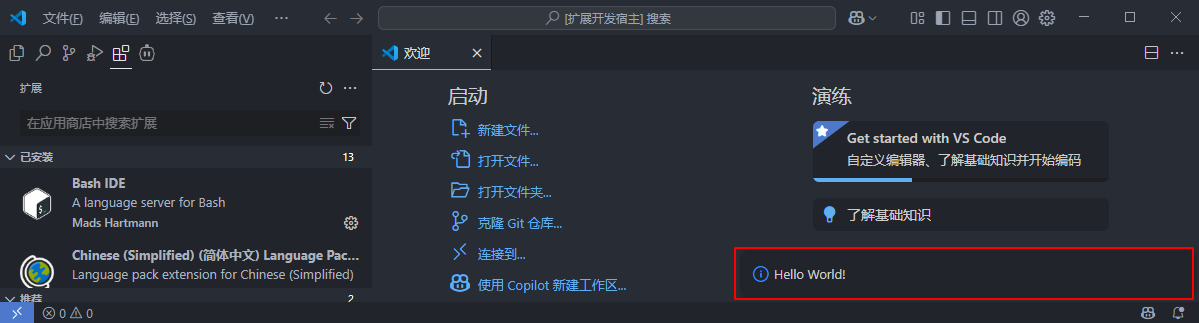 文件(F) 编辑(E) 选择(S) 查看(V) ··· [扩展开发宿主] 搜索
欢迎
扩展
在应用商店中搜索扩展
已安装 13
Bash IDE
A language server for Bash
Mads Hartmann
Chinese (Simplified) (简体中文) Language Pac...
Language pack extension for Chinese (Simplified)
推荐 2
启动
新建文件...
打开文件...
打开文件夹...
克隆 Git 仓库...
连接到...
使用 Copilot 新建工作区...
演练
Get started with VS Code
自定义编辑器、了解基础知识并开始编码
了解基础知识
Hello World!
0 0